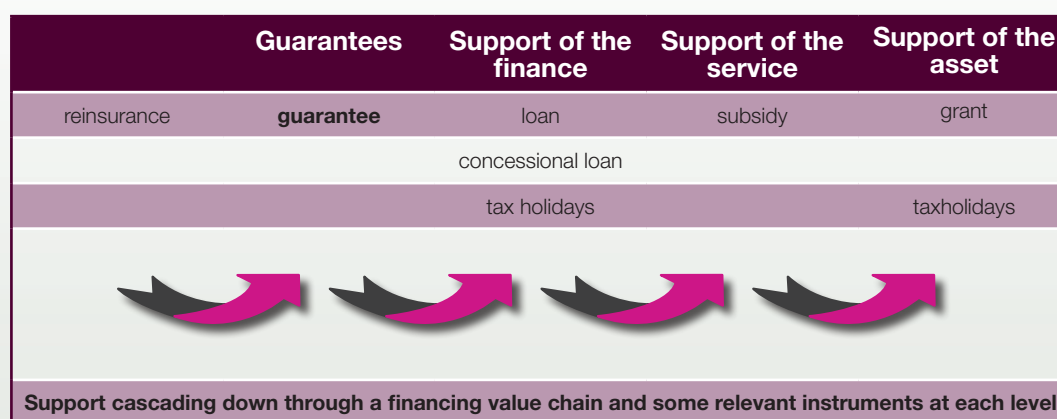 Guarantees Support of the finance Support of the service Support of the asset
reinsurance guarantee loan subsidy grant
concessional loan
tax holidays taxholidays
Support cascading down through a financing value chain and some relevant instruments at each level